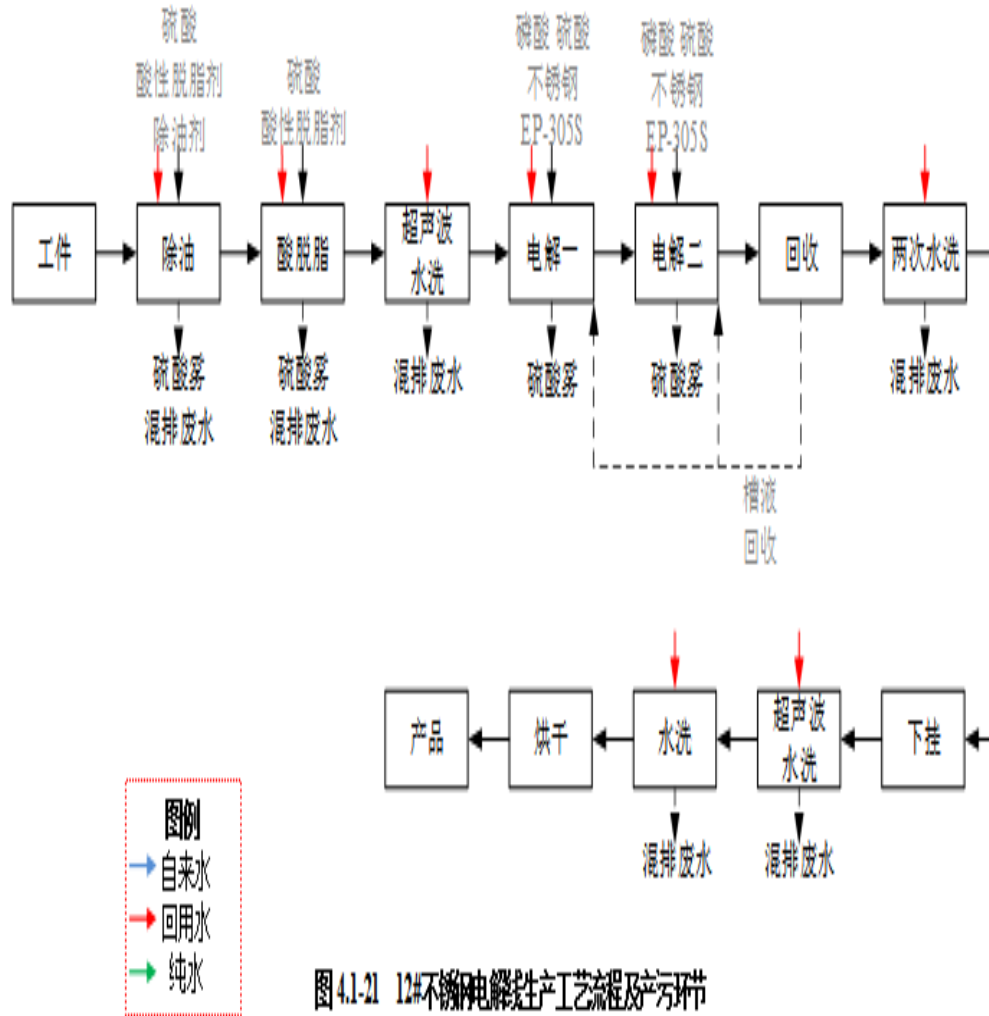 硫酸
酸性脱脂剂
除油剂
硫酸
酸性脱脂剂
磷酸 硫酸
不锈钢
EP-305S
磷酸 硫酸
不锈钢
EP-305S
工件
除油
酸脱脂
超声波
水洗
电解一
电解二
回收
两次水洗
硫酸雾
混排废水
硫酸雾
混排废水
混排废水
硫酸雾
硫酸雾
混排废水
槽液
回收
产品
烘干
水洗
超声波
水洗
下挂
混排废水
混排废水
图例
自来水
回用水
纯水
图 4.1-21 12#不锈钢电解线生产工艺流程及产污环节